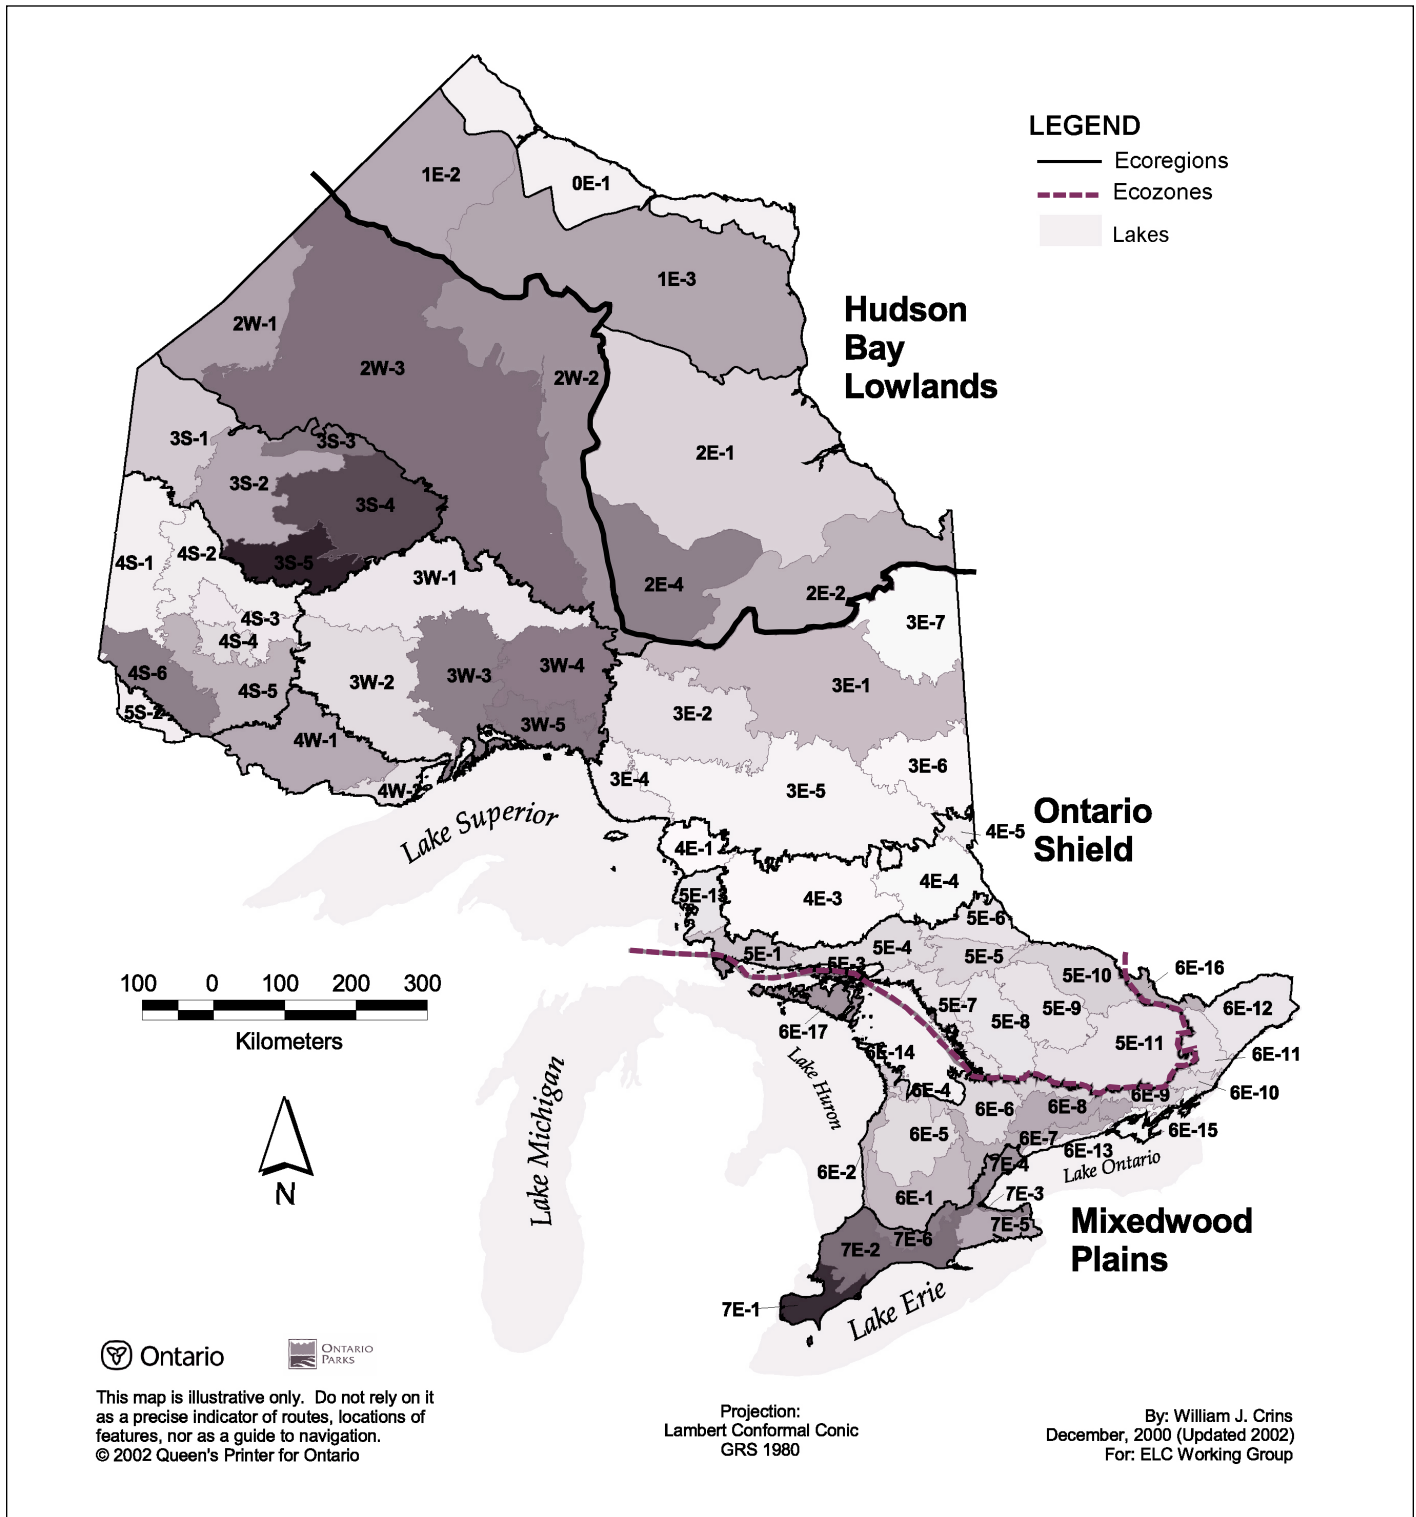 LEGEND
Ecoregions
Ecozones
Lakes
1E-2
0E-1
1E-3
Hudson
Bay
Lowlands
2W-1
2W-3
2W-2
3S-1
3S-3
3S-2
3S-4
2E-1
4S-1
4S-2
3S-5
3W-1
2E-4
2E-2
4S-3
3E-7
4S-4
4S-6
4S-5
3W-2
3W-3
3W-4
3E-1
5S-2
3E-2
3W-5
4W-1
4W-2
3E-4
3E-5
3E-6
Lake Superior
4E-1
4E-5
Ontario
Shield
5E-13
4E-3
4E-4
5E-6
5E-1
5E-3
5E-4
5E-5
5E-10
6E-16
100 0 100 200 300
Kilometers
6E-17
5E-7
5E-8
5E-9
5E-11
6E-12
6E-14
6E-11
Lake Michigan
Lake Huron
6E-4
6E-6
6E-8
6E-9
6E-10
6E-5
6E-7
6E-13
6E-15
Lake Ontario
N
6E-2
6E-1
7E-4
7E-3
7E-5
7E-2
7E-6
Mixedwood
Plains
7E-1
Lake Erie
Ontario
ONTARIO
PARKS
This map is illustrative only. Do not rely on it
as a precise indicator of routes, locations of
features, nor as a guide to navigation.
© 2002 Queen's Printer for Ontario
Projection:
Lambert Conformal Conic
GRS 1980
By: William J. Crins
December, 2000 (Updated 2002)
For: ELC Working Group